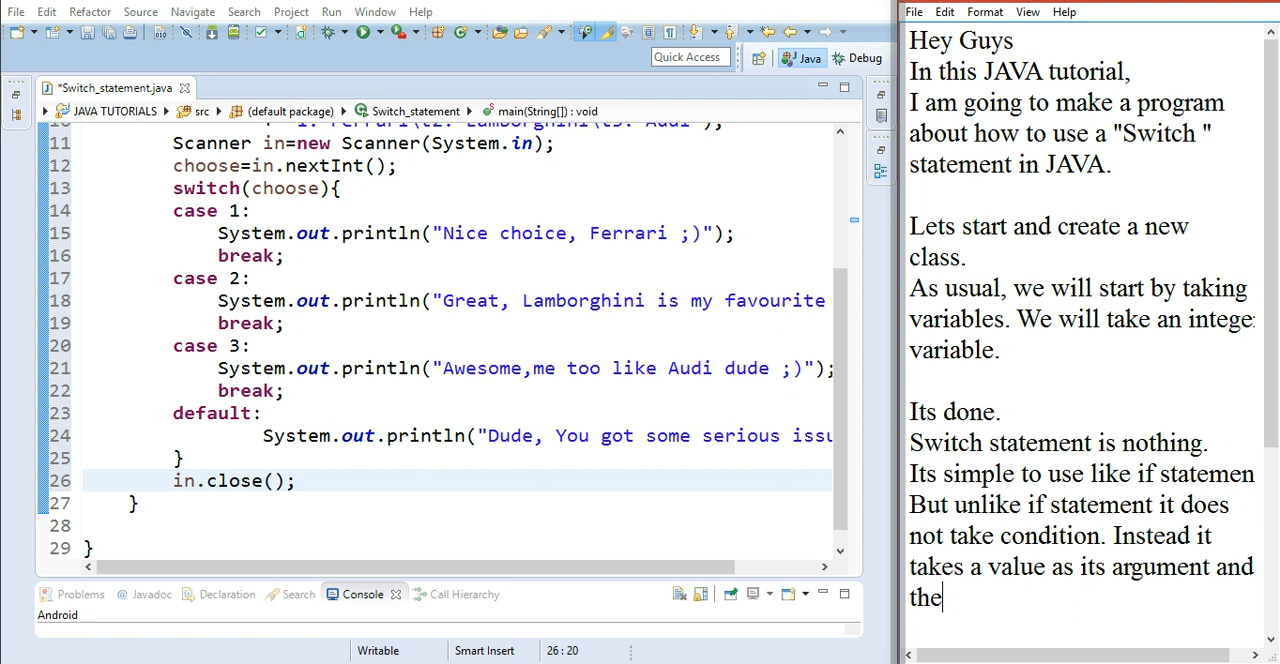 File Edit Refactor Source Navigate Search Project Run Window Help
Quick Access Java Debug
*Switch_statement.java
JAVA TUTORIALS src (default package) Switch_statement main(String[]) : void
11 Scanner in=new Scanner(System.in);
12 choose=in.nextInt();
13 switch(choose){
14 case 1:
15 System.out.println("Nice choice, Ferrari ;)");
16 break;
17 case 2:
18 System.out.println("Great, Lamborghini is my favourite
19 break;
20 case 3:
21 System.out.println("Awesome,me too like Audi dude ;)");
22 break;
23 default:
24 System.out.println("Dude, You got some serious issu
25 }
26 in.close();
27 }
28
29 }
Problems Javadoc Declaration Search Console Call Hierarchy
Android
Writable Smart Insert 26 : 20
File Edit Format View Help
Hey Guys
In this JAVA tutorial,
I am going to make a program
about how to use a "Switch "
statement in JAVA.
Lets start and create a new
class.
As usual, we will start by taking
variables. We will take an intege
variable.
Its done.
Switch statement is nothing.
Its simple to use like if statemen
But unlike if statement it does
not take condition. Instead it
takes a value as its argument and
the